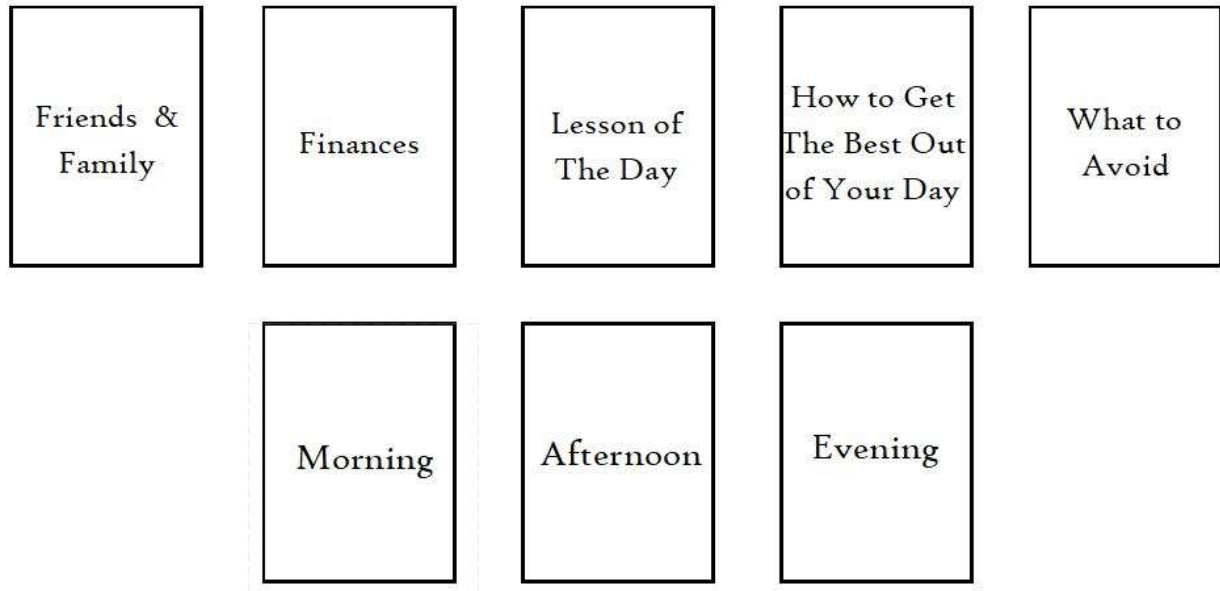 Friends & 
Family
Finances
Lesson of
The Day
How to Get
The Best Out
of Your Day
What to
Avoid
Morning
Afternoon
Evening